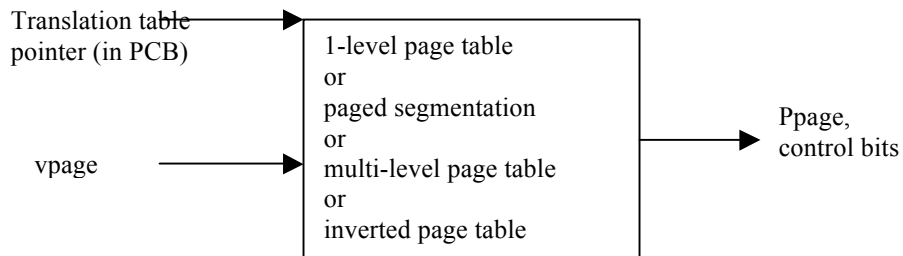 Translation table
pointer (in PCB)
vpage
1-level page table
or
paged segmentation
or
multi-level page table
or
inverted page table
Ppage,
control bits